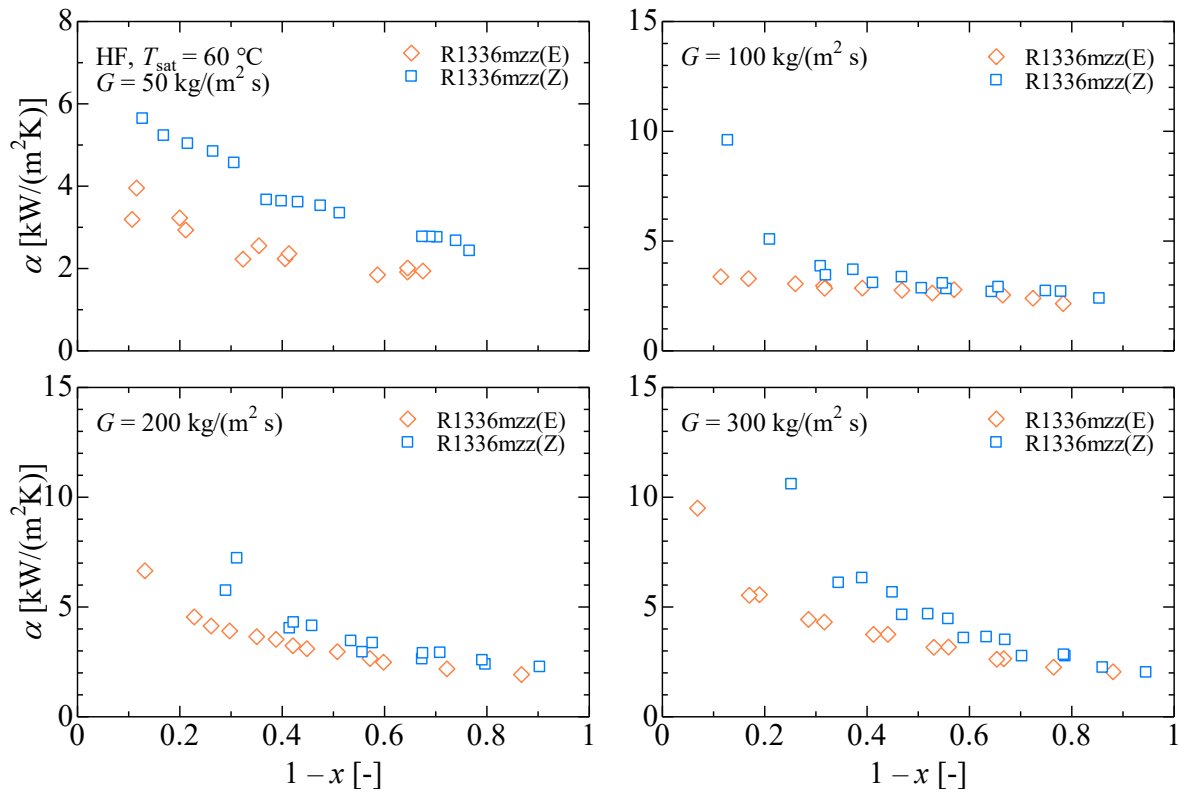 8
6
4
2
0
α [kW/(m²K)]
HF, Tsat = 60 °C
G = 50 kg/(m² s)
R1336mzz(E)
R1336mzz(Z)
15
10
5
0
G = 100 kg/(m² s)
R1336mzz(E)
R1336mzz(Z)
15
10
5
0
α [kW/(m²K)]
G = 200 kg/(m² s)
R1336mzz(E)
R1336mzz(Z)
0 0.2 0.4 0.6 0.8 1
1 – x [-]
15
10
5
0
G = 300 kg/(m² s)
R1336mzz(E)
R1336mzz(Z)
0 0.2 0.4 0.6 0.8 1
1 – x [-]